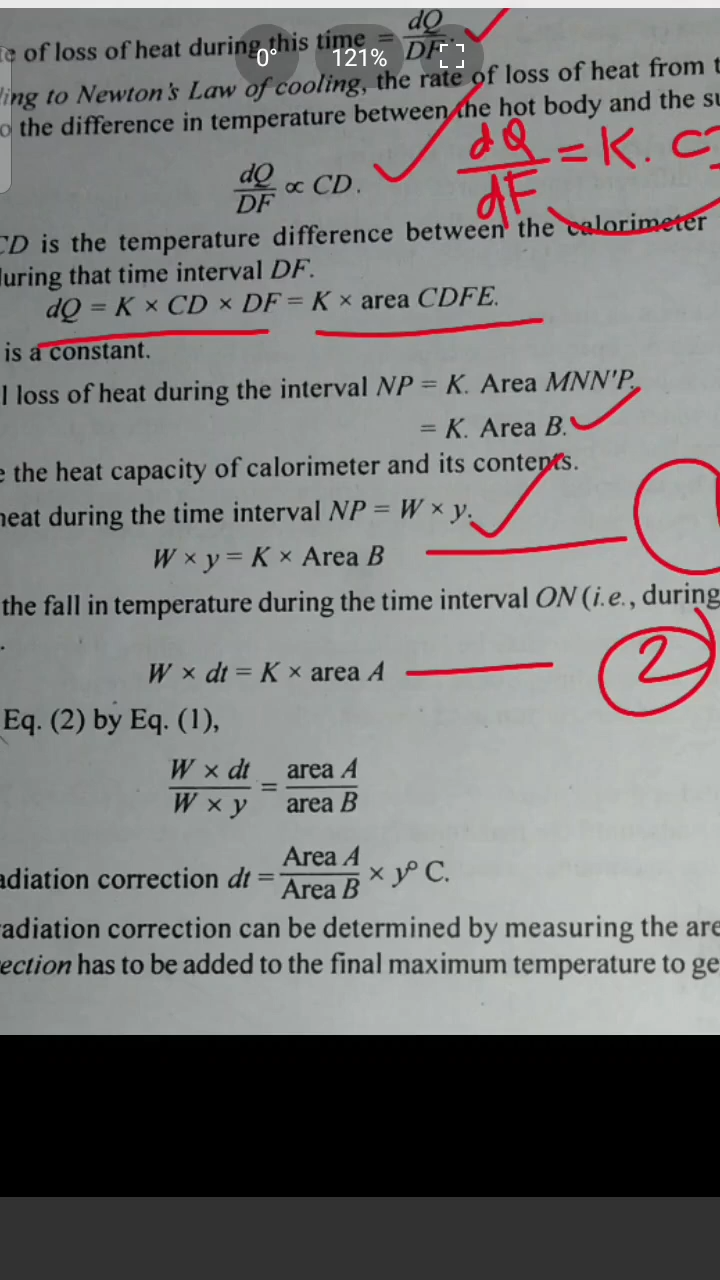 of loss of heat during this time = dQ/DF.
0° 121%
ing to Newton's Law of cooling, the rate of loss of heat from
the difference in temperature between the hot body and the
dQ/DF ∝ CD.
dQ/dF = K.
CD is the temperature difference between the calorimeter
during that time interval DF.
dQ = K × CD × DF = K × area CDFE.
is a constant.
l loss of heat during the interval NP = K. Area MNN'P.
= K. Area B.
the heat capacity of calorimeter and its contents.
heat during the time interval NP = W × y.
W × y = K × Area B
the fall in temperature during the time interval ON (i.e., during
W × dt = K × area A
2
Eq. (2) by Eq. (1),
W × dt / W × y = area A / area B
adiation correction dt = Area A / Area B × y° C.
adiation correction can be determined by measuring the are
ection has to be added to the final maximum temperature to ge